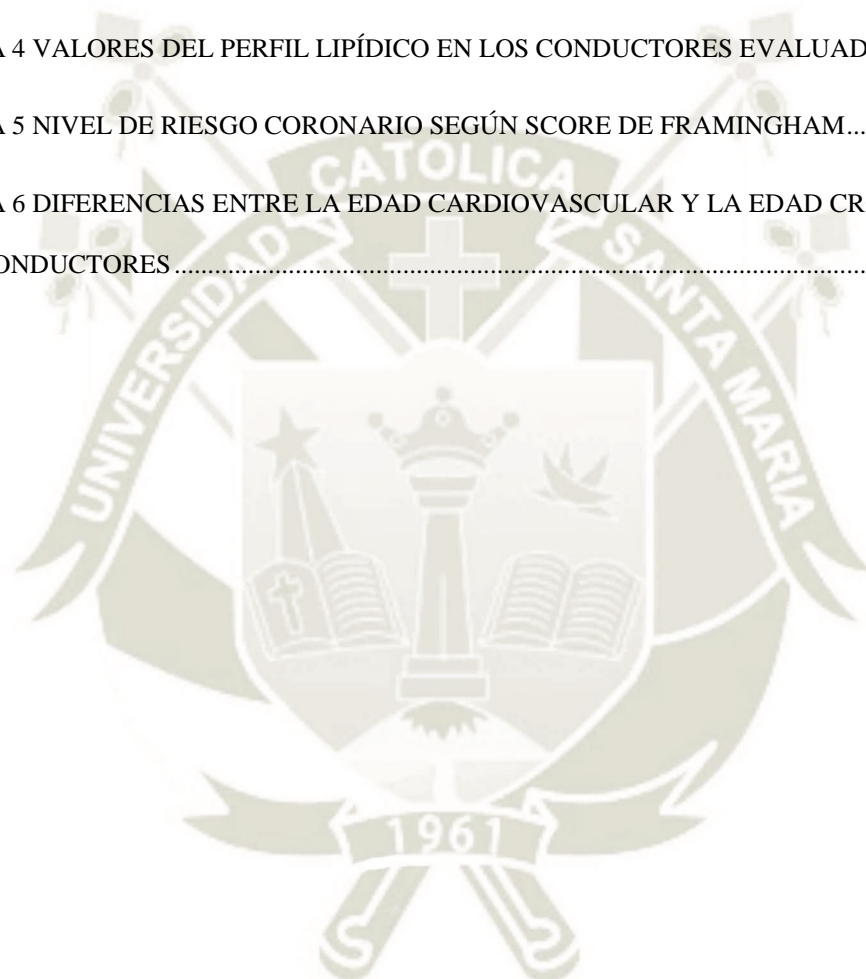 A 4 VALORES DEL PERFIL LIPÍDICO EN LOS CONDUCTORES EVALUAD
A 5 NIVEL DE RIESGO CORONARIO SEGÚN SCORE DE FRAMINGHAM...
A 6 DIFERENCIAS ENTRE LA EDAD CARDIOVASCULAR Y LA EDAD CR
ONDUCTORES................................................................................................
UNIVERSIDAD CATOLICA SANTA MARIA
1961